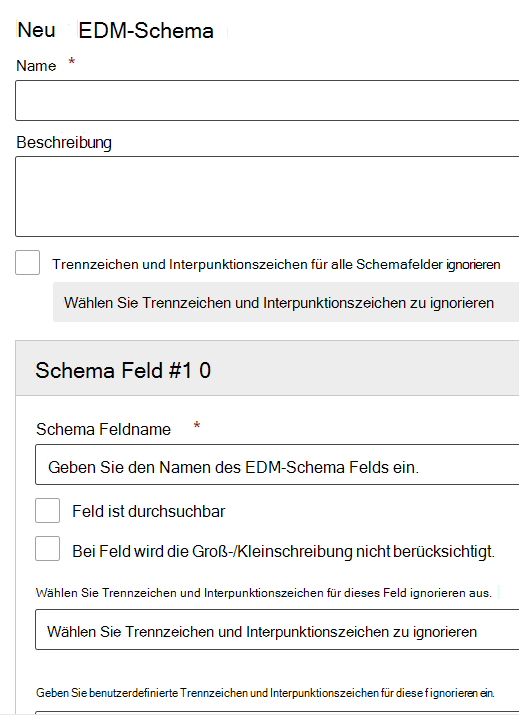 Neu EDM-Schema
Name *
Beschreibung
Trennzeichen und Interpunktionszeichen für alle Schemafelder ignorieren
Wählen Sie Trennzeichen und Interpunktionszeichen zu ignorieren
Schema Feld #1 0
Schema Feldname *
Geben Sie den Namen des EDM-Schema Felds ein.
Feld ist durchsuchbar
Bei Feld wird die Groß-/Kleinschreibung nicht berücksichtigt.
Wählen Sie Trennzeichen und Interpunktionszeichen für dieses Feld ignorieren aus.
Wählen Sie Trennzeichen und Interpunktionszeichen zu ignorieren
Geben Sie benutzerdefinierte Trennzeichen und Interpunktionszeichen für diese f ignorieren ein.